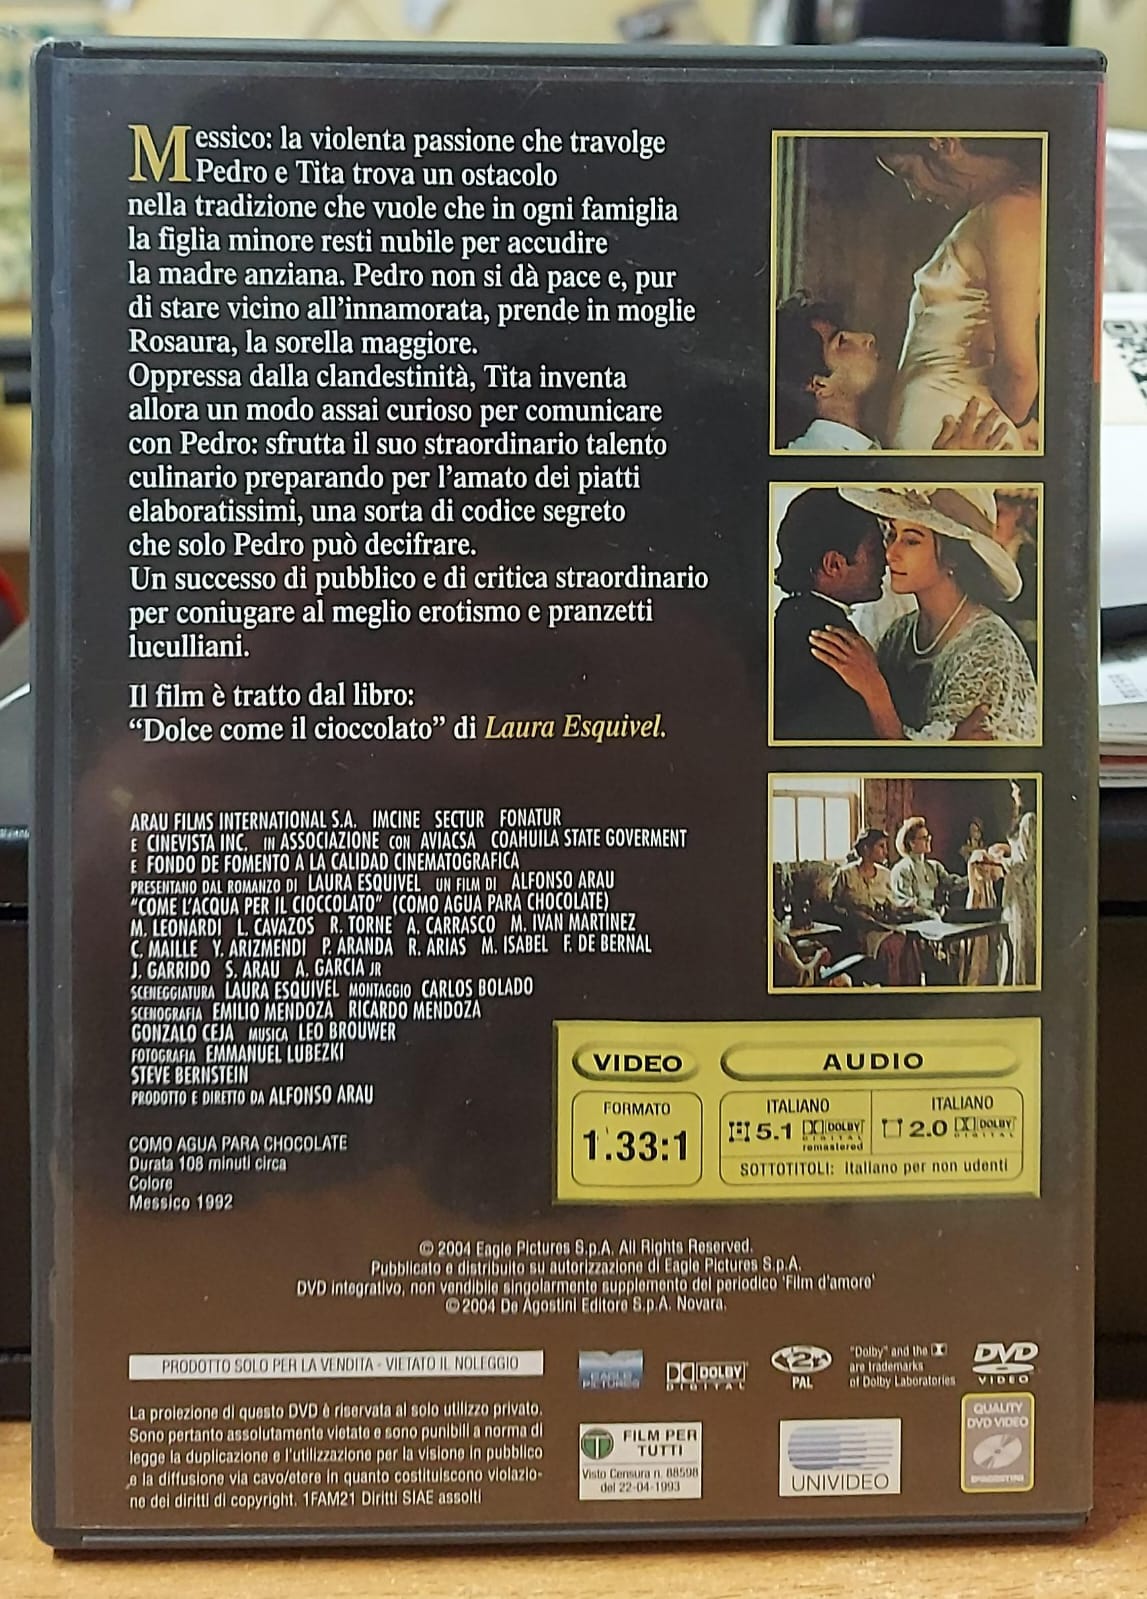 Messico: la violenta passione che travolge
Pedro e Tita trova un ostacolo
nella tradizione che vuole che in ogni famiglia
la figlia minore resti nubile per accudire
la madre anziana. Pedro non si dà pace e, pur
di stare vicino all'innamorata, prende in moglie
Rosaura, la sorella maggiore.
Oppressa dalla clandestinità, Tita inventa
allora un modo assai curioso per comunicare
con Pedro: sfrutta il suo straordinario talento
culinario preparando per l'amato dei piatti
elaboratissimi, una sorta di codice segreto
che solo Pedro può decifrare.
Un successo di pubblico e di critica straordinario
per coniugare al meglio erotismo e pranzetti
luculliani.
Il film è tratto dal libro:
“Dolce come il cioccolato” di Laura Esquivel.
ARAU FILMS INTERNATIONAL S.A. IMCINE SECTUR FONATUR
E CINEVISTA INC. IN ASSOCIAZIONE CON AVIACSA COAHUILA STATE GOVERMENT
E FONDO DE FOMENTO A LA CALIDAD CINEMATOGRAFICA
PRESENTANO DAL ROMANZO DI LAURA ESQUIVEL UN FILM DI ALFONSO ARAU
“COME L'ACQUA PER IL CIOCCOLATO” (COMO AGUA PARA CHOCOLATE)
M. LEONARDI L. CAVAZOS R. TORNE A. CARRASCO M. IVAN MARTINEZ
C. MAILLE Y. ARIZMENDI P. ARANDA R. ARIAS M. ISABEL F. DE BERNAL
J. GARRIDO S. ARAU A. GARCIA JR
SCENEGGIATURA LAURA ESQUIVEL MONTAGGIO CARLOS BOLADO
SCENOGRAFIA EMILIO MENDOZA RICARDO MENDOZA
GONZALO CEJA MUSICA LEO BROUWER
FOTOGRAFIA EMMANUEL LUBEZKI
STEVE BERNSTEIN
PRODOTTO E DIRETTO DA ALFONSO ARAU
COMO AGUA PARA CHOCOLATE
Durata 108 minuti circa
Colore
Messico 1992
VIDEO
FORMATO
1.33:1
AUDIO
ITALIANO
5.1 DOLBY
DIGITAL
remastered
ITALIANO
2.0 DOLBY
DIGITAL
SOTTOTITOLI: Italiano per non udenti
© 2004 Eagle Pictures S.p.A. All Rights Reserved.
Pubblicato e distribuito su autorizzazione di Eagle Pictures S.p.A.
DVD integrativo, non vendibile singolarmente supplemento del periodico 'Film d'amore'
©2004 De Agostini Editore S.p.A. Novara.
PRODOTTO SOLO PER LA VENDITA - VIETATO IL NOLEGGIO
EAGLE
PICTURES
DOLBY
DIGITAL
2
PAL
"Dolby" and the
are trademarks
of Dolby Laboratories
DVD
VIDEO
La proiezione di questo DVD è riservata al solo utilizzo privato.
Sono pertanto assolutamente vietate e sono punibili a norma di
legge la duplicazione e l'utilizzazione per la visione in pubblico
e la diffusione via cavo/etere in quanto costituiscono violazio-
ne dei diritti di copyright. 1FAM21 Diritti SIAE assolti
T FILM PER
TUTTI
Visto Censura n. 88598
del 22-04-1993
UNIVIDEO
QUALITY
DVD VIDEO
DEAGOSTINI